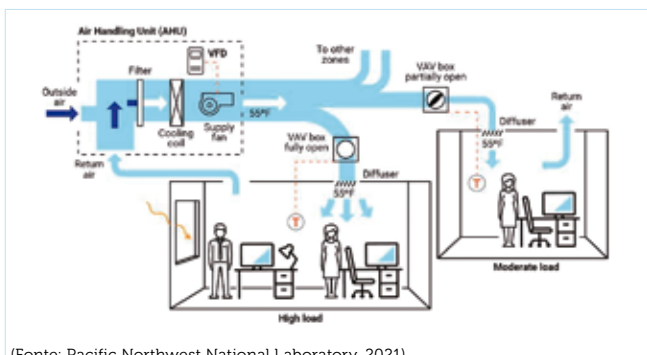 Air Handling Unit (AHU)
VFD
Filter
Outside
air
Cooling
coil
Supply
fan
55°F
Return
air
To other
zones
VAV box
partially open
VAV box
fully open
Diffuser
55°F
T
High load
Diffuser
55°F
T
Return
air
Moderate load
(Fonte: Pacific Northwest National Laboratory, 2021)